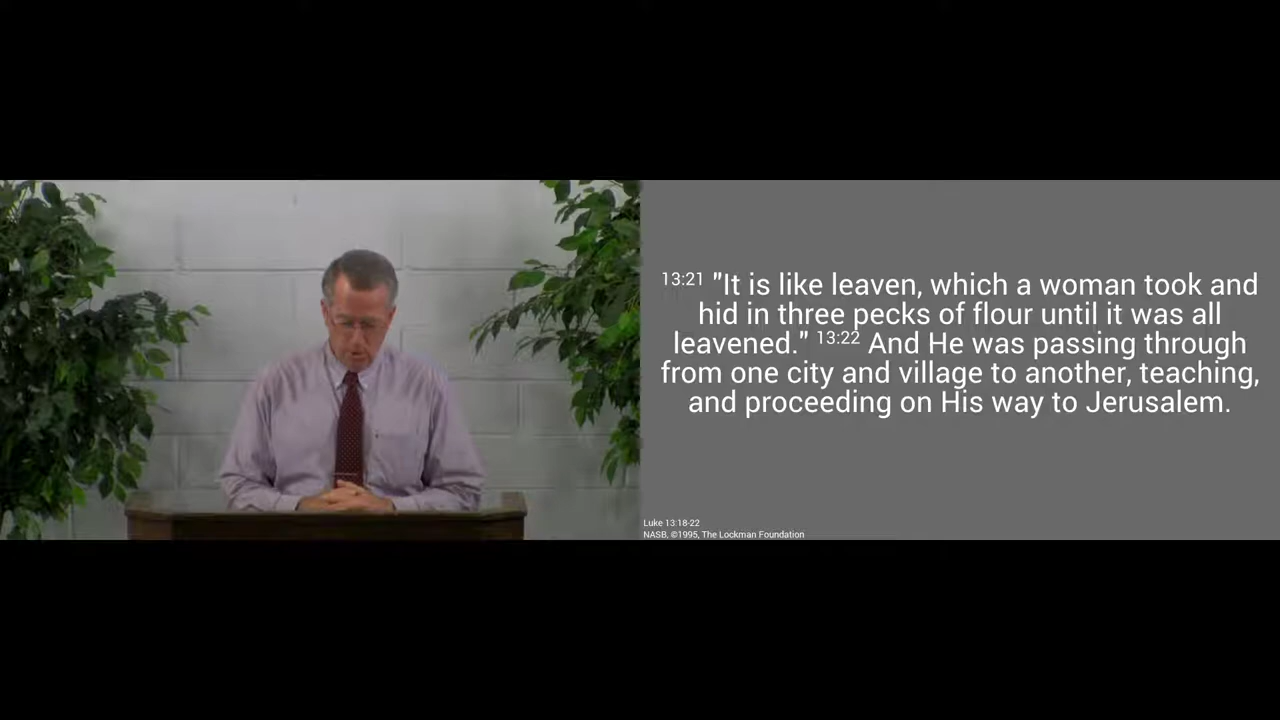 13:21 "It is like leaven, which a woman took and
hid in three pecks of flour until it was all
leavened." 13:22 And He was passing through
from one city and village to another, teaching,
and proceeding on His way to Jerusalem.
Luke 13:18-22
NASB, ©1995, The Lockman Foundation